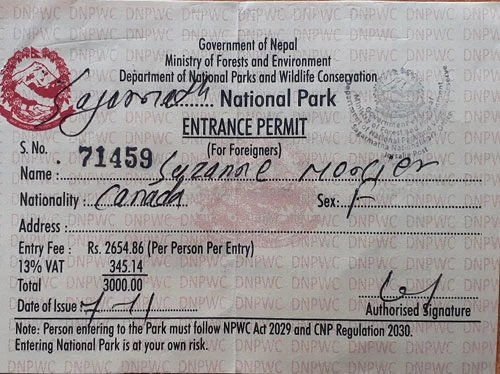 Government of Nepal
Ministry of Forests and Environment
Department of National Parks and Wildlife Conservation
Sagarmatha National Park
ENTRANCE PERMIT
(For Foreigners)
S. No. 71459
Name : Suzanne
Nationality : Canada Sex : F
Address :
Entry Fee : Rs. 2654.86 (Per Person Per Entry)
13% VAT 345.14
Total 3000.00
Date of Issue : 7-11
Authorised Signature
Note: Person entering to the Park must follow NPWC Act 2029 and CNP Regulation 2030.
Entering National Park is at your own risk.